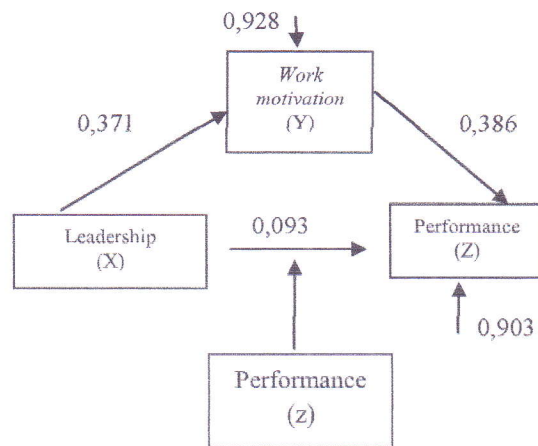 0,928
Work
motivation
(Y)
0,371
0,386
Leadership
(X)
0,093
Performance
(Z)
0,903
Performance
(z)